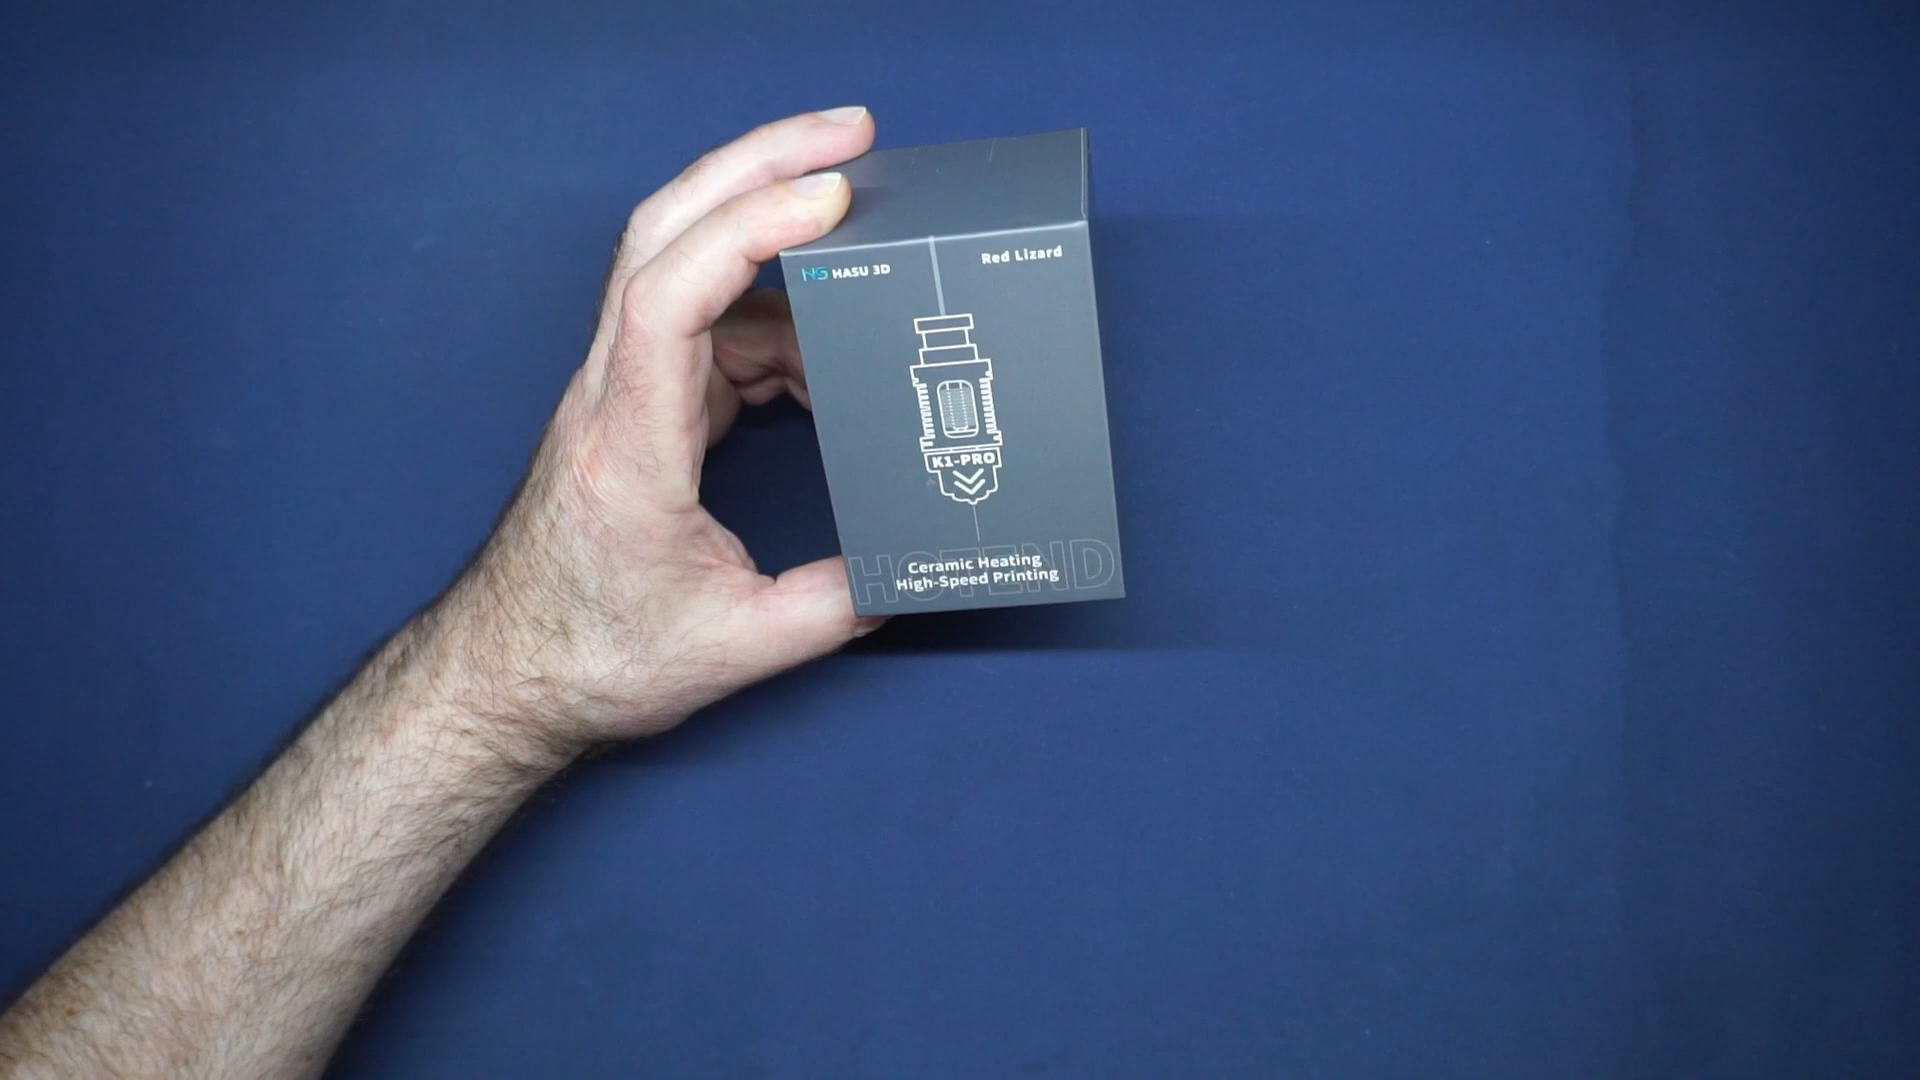 HASU 3D
Red Lizard
K1-PRO
HOTEND
Ceramic Heating
High-Speed Printing